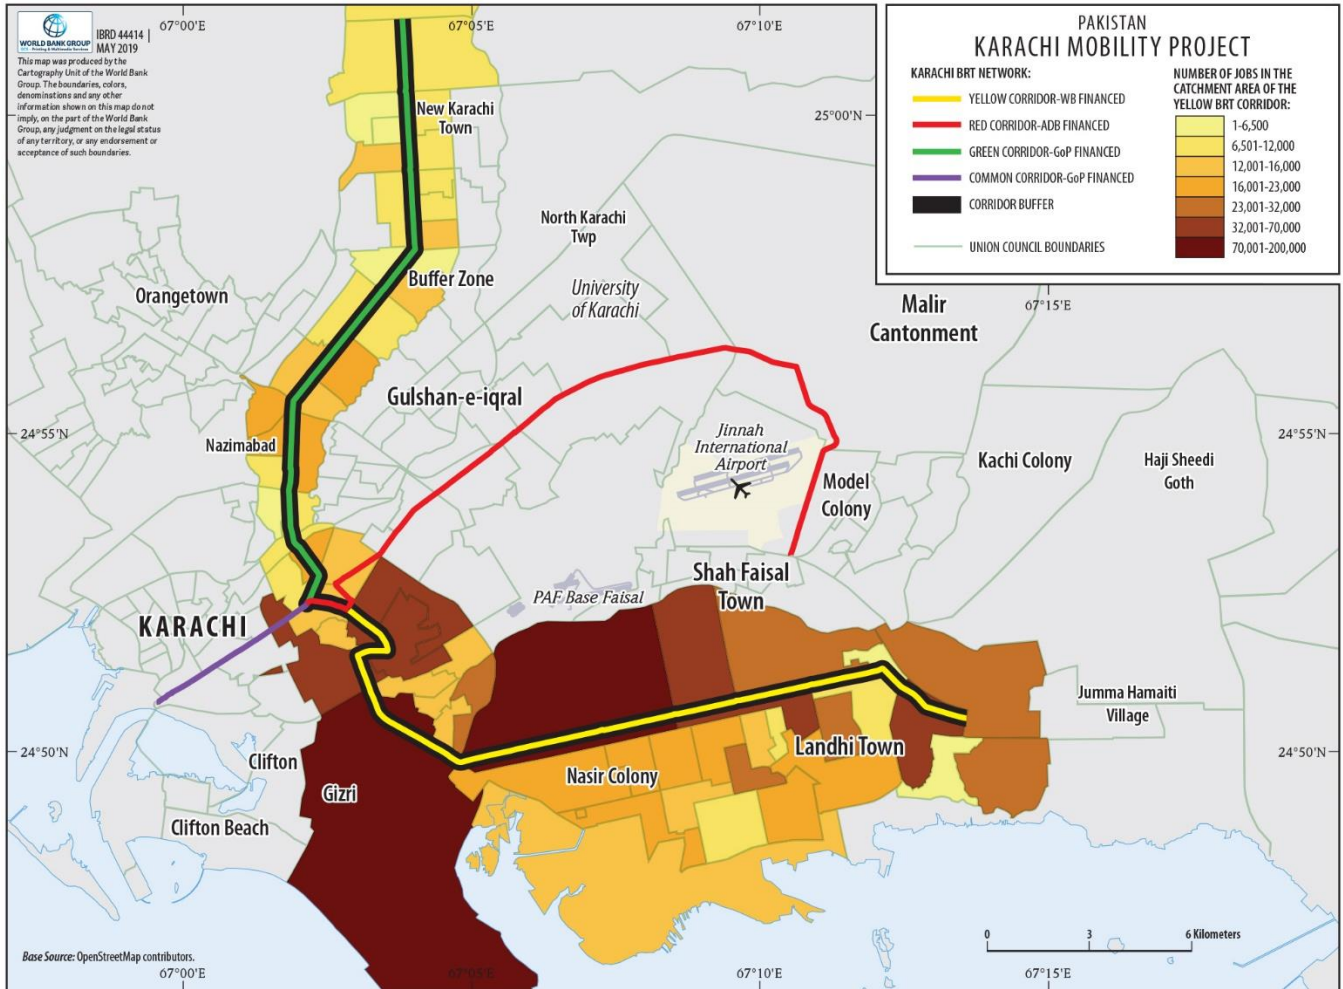 WORLD BANK GROUP
Printing & Multimedia Services
IBRD 44414 |
MAY 2019
This map was produced by the
Cartography Unit of the World Bank
Group. The boundaries, colors,
denominations and any other
information shown on this map do not
imply, on the part of the World Bank
Group, any judgment on the legal status
of any territory, or any endorsement or
acceptance of such boundaries.
67°00'E
67°05'E
67°10'E
PAKISTAN
KARACHI MOBILITY PROJECT
KARACHI BRT NETWORK:
YELLOW CORRIDOR-WB FINANCED
RED CORRIDOR-ADB FINANCED
GREEN CORRIDOR-GoP FINANCED
COMMON CORRIDOR-GoP FINANCED
CORRIDOR BUFFER
UNION COUNCIL BOUNDARIES
NUMBER OF JOBS IN THE
CATCHMENT AREA OF THE
YELLOW BRT CORRIDOR:
1-6,500
6,501-12,000
12,001-16,000
16,001-23,000
23,001-32,000
32,001-70,000
70,001-200,000
New Karachi
Town
25°00'N
North Karachi
Twp
Buffer Zone
Orangetown
University
of Karachi
Malir
Cantonment
67°15'E
Gulshan-e-iqral
24°55'N
24°55'N
Nazimabad
Jinnah
International
Airport
Model
Colony
Kachi Colony
Haji Sheedi
Goth
Shah Faisal
Town
PAF Base Faisal
KARACHI
Jumma Hamaiti
Village
24°50'N
24°50'N
Landhi Town
Nasir Colony
Clifton
Gizri
Clifton Beach
0
3
6 Kilometers
Base Source: OpenStreetMap contributors.
67°00'E
67°05'E
67°10'E
67°15'E